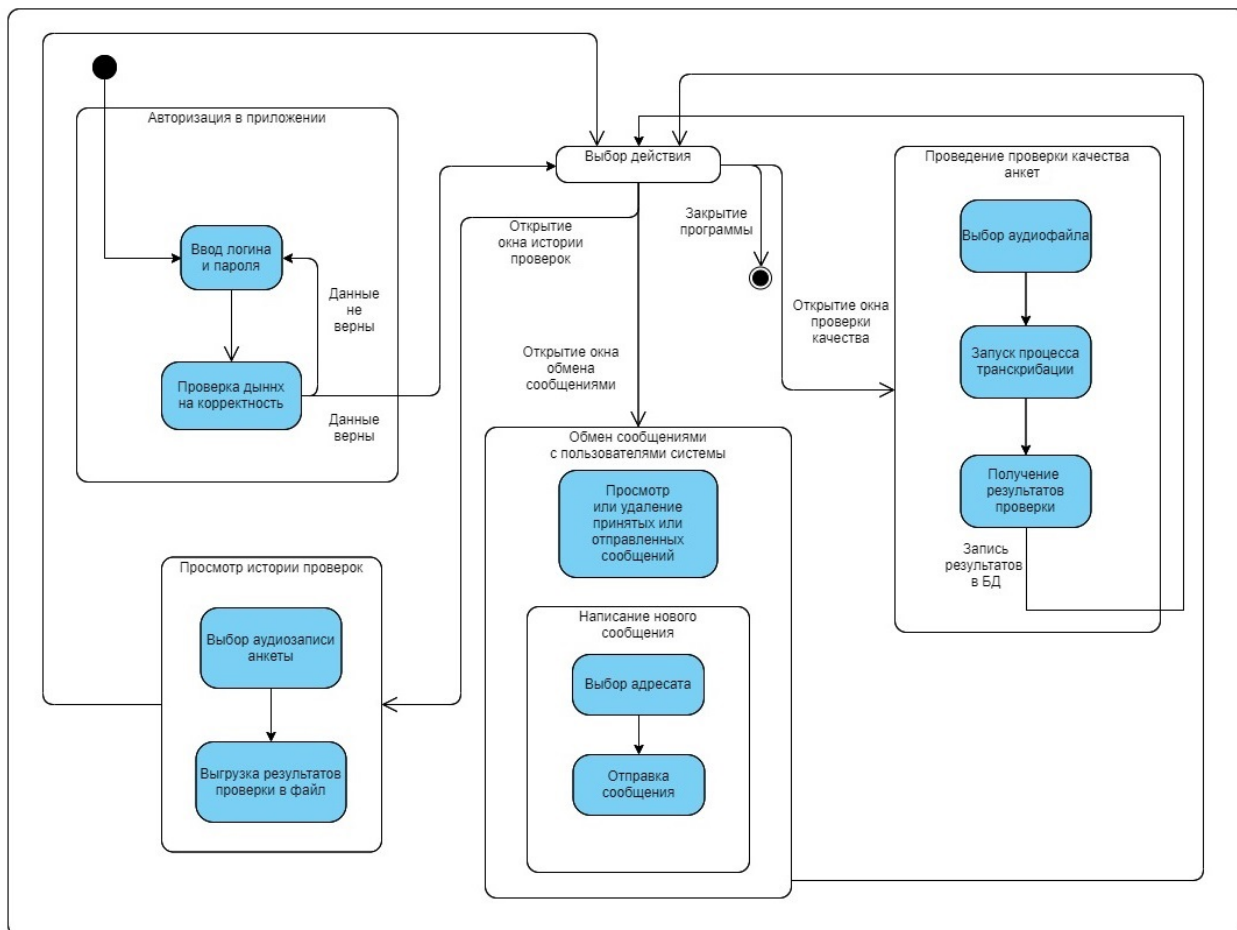 Авторизация в приложении
Ввод логина
и пароля
Данные
не
верны
Проверка дыннх
на корректность
Данные
верны
Выбор действия
Открытие
окна истории
проверок
Закрытие
программы
Открытие окна
обмена
сообщениями
Открытие окна
проверки
качества
Проведение проверки качества
анкет
Выбор аудиофайла
Запуск процесса
транскрибации
Получение
результатов
проверки
Запись
результатов
в БД
Обмен сообщениями
с пользователями системы
Просмотр
или удаление
принятых или
отправленных
сообщений
Написание нового
сообщения
Выбор адресата
Отправка
сообщения
Просмотр истории проверок
Выбор аудиозаписи
анкеты
Выгрузка результатов
проверки в файл